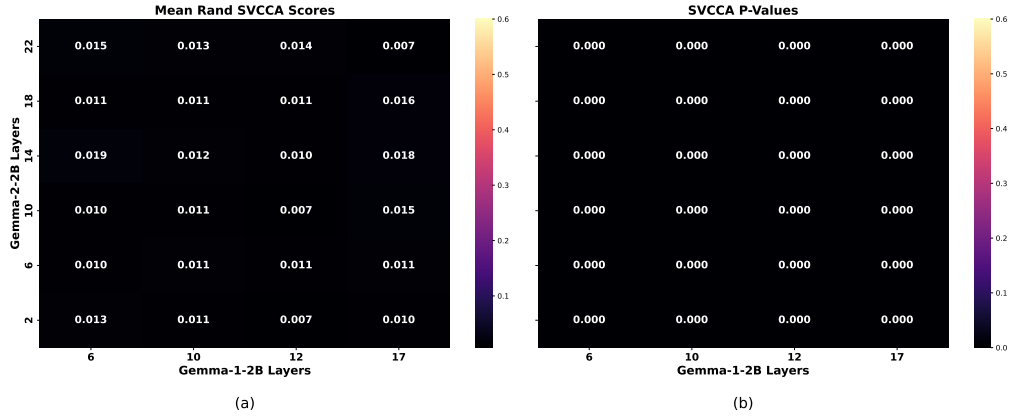 Mean Rand SVCCA Scores
Gemma-2-2B Layers
22 0.015 0.013 0.014 0.007
18 0.011 0.011 0.011 0.016
14 0.019 0.012 0.010 0.018
10 0.010 0.011 0.007 0.015
6 0.010 0.011 0.011 0.011
2 0.013 0.011 0.007 0.010
6 10 12 17
Gemma-1-2B Layers
0.6
0.5
0.4
0.3
0.2
0.1
(a)
SVCCA P-Values
0.000 0.000 0.000 0.000
0.000 0.000 0.000 0.000
0.000 0.000 0.000 0.000
0.000 0.000 0.000 0.000
0.000 0.000 0.000 0.000
0.000 0.000 0.000 0.000
6 10 12 17
Gemma-1-2B Layers
0.6
0.5
0.4
0.3
0.2
0.1
0.0
(b)